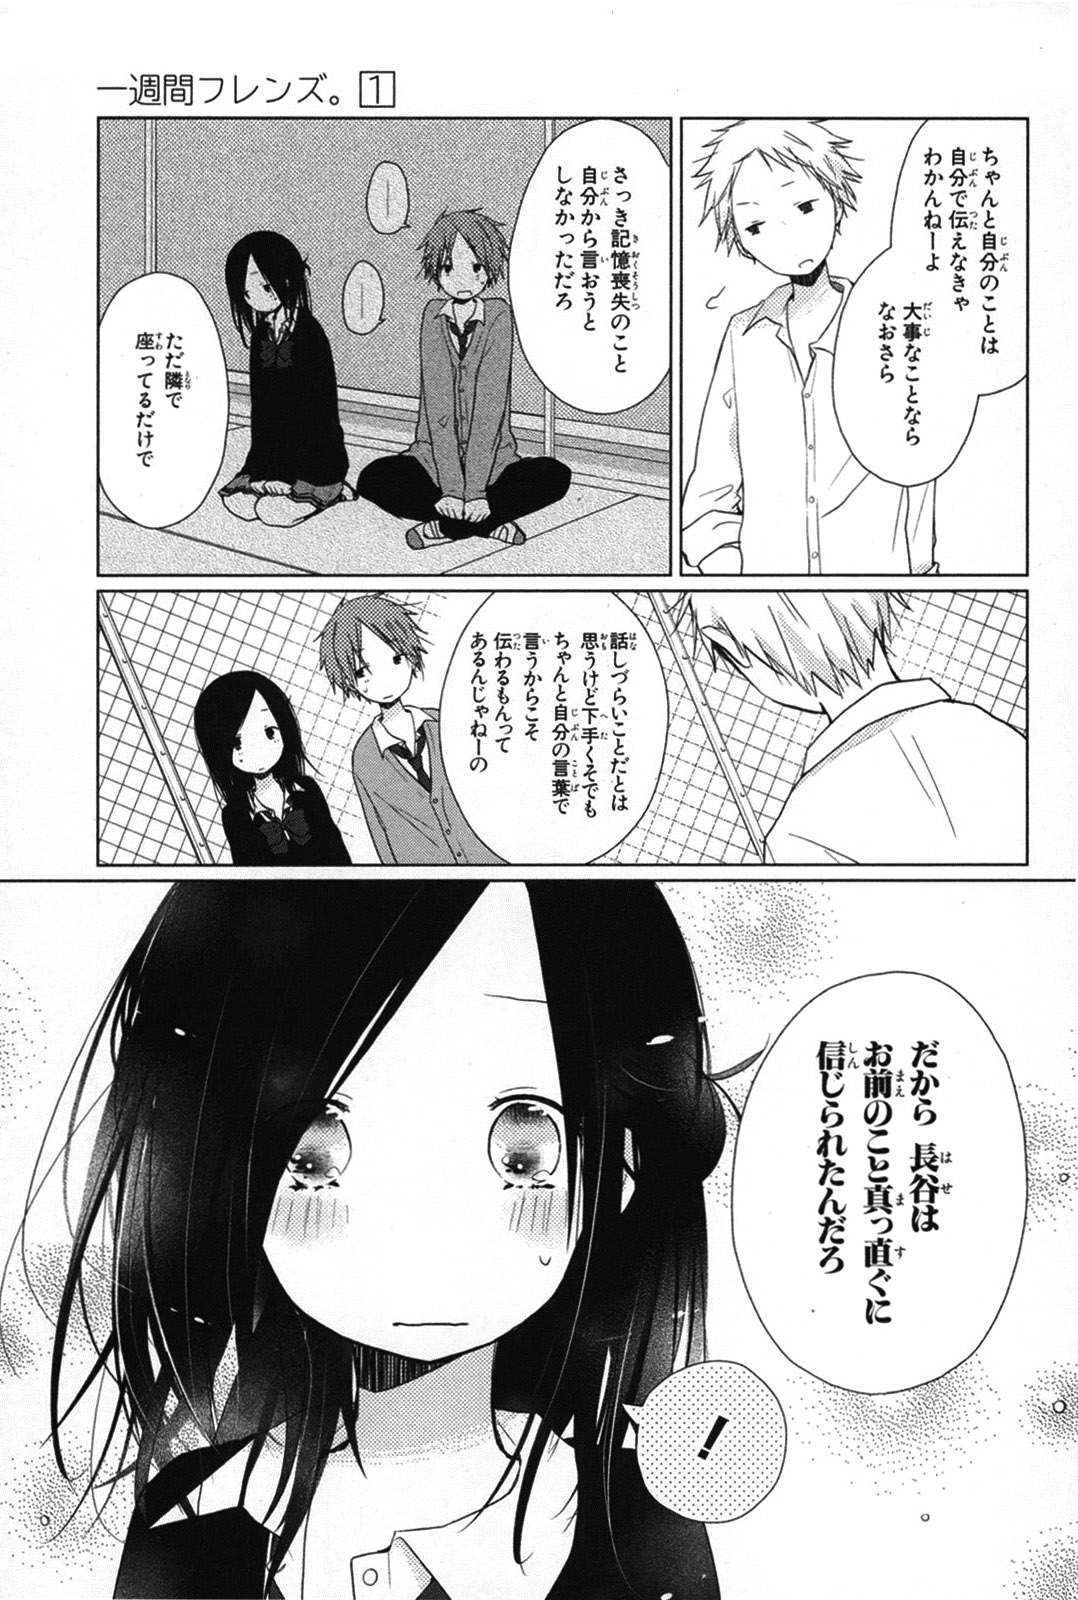 一週間フレンズ。 1
ちゃんと自分のことは
自分で伝えなきゃ
わかんねーよ
大事なことなら
なおさら
さっき記憶喪失のこと
自分から言おうと
しなかっただろ
ただ隣で
座ってるだけで
話しづらいことだとは
思うけど下手くそでも
ちゃんと自分の言葉で
言うからこそ
伝わるもんって
あるんじゃねーの
だから 長谷は
お前のこと真っ直ぐに
信じられたんだろ
！